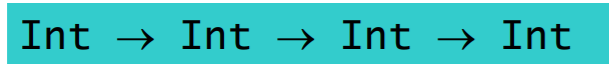 Int → Int → Int → Int